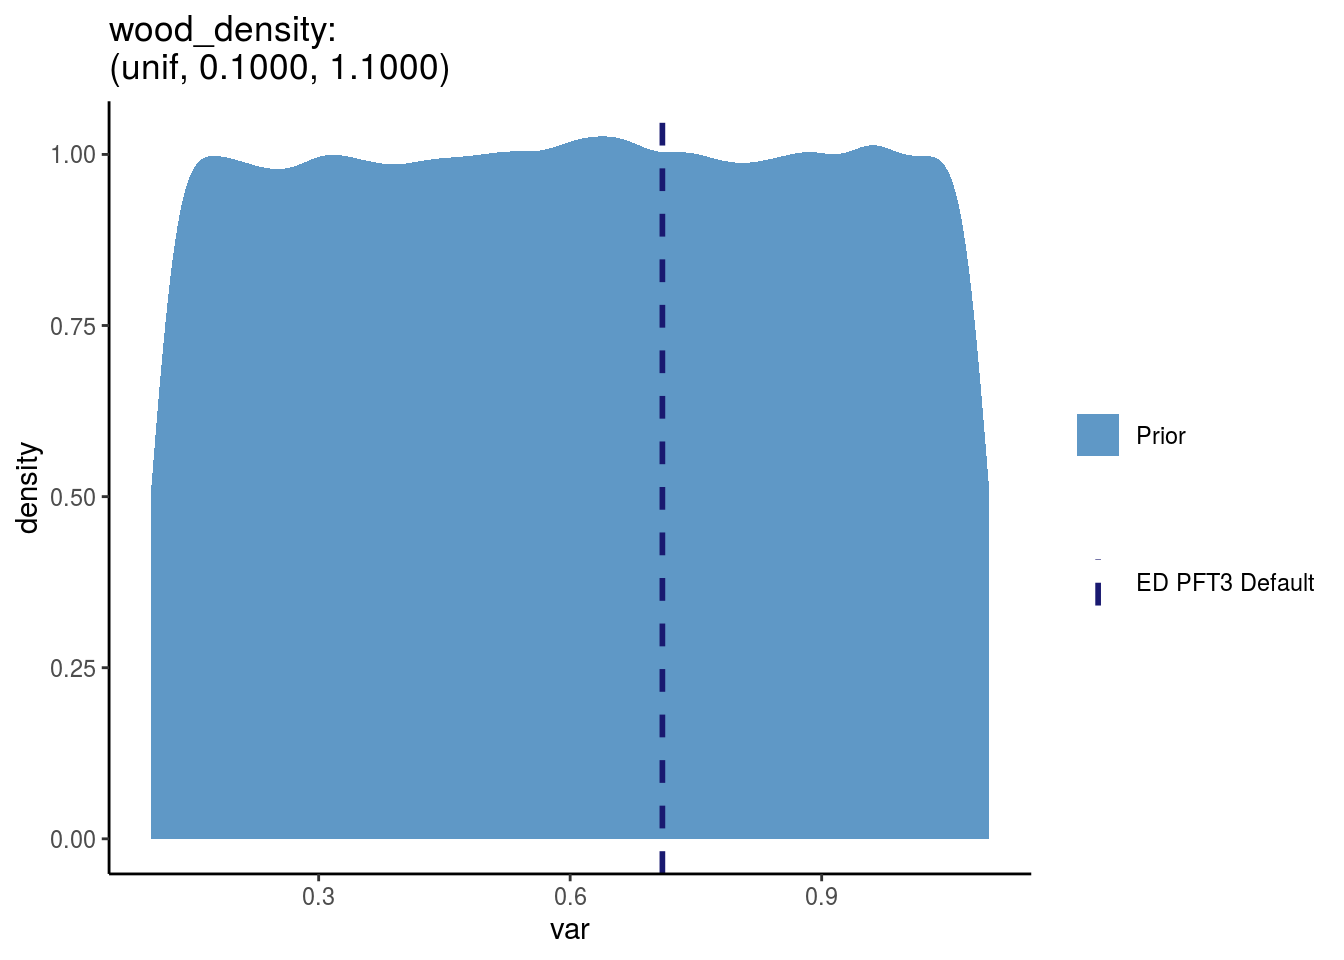 wood_density:
(unif, 0.1000, 1.1000)
1.00
0.75
0.50
0.25
0.00
density
0.3
0.6
0.9
var
Prior
ED PFT3 Default